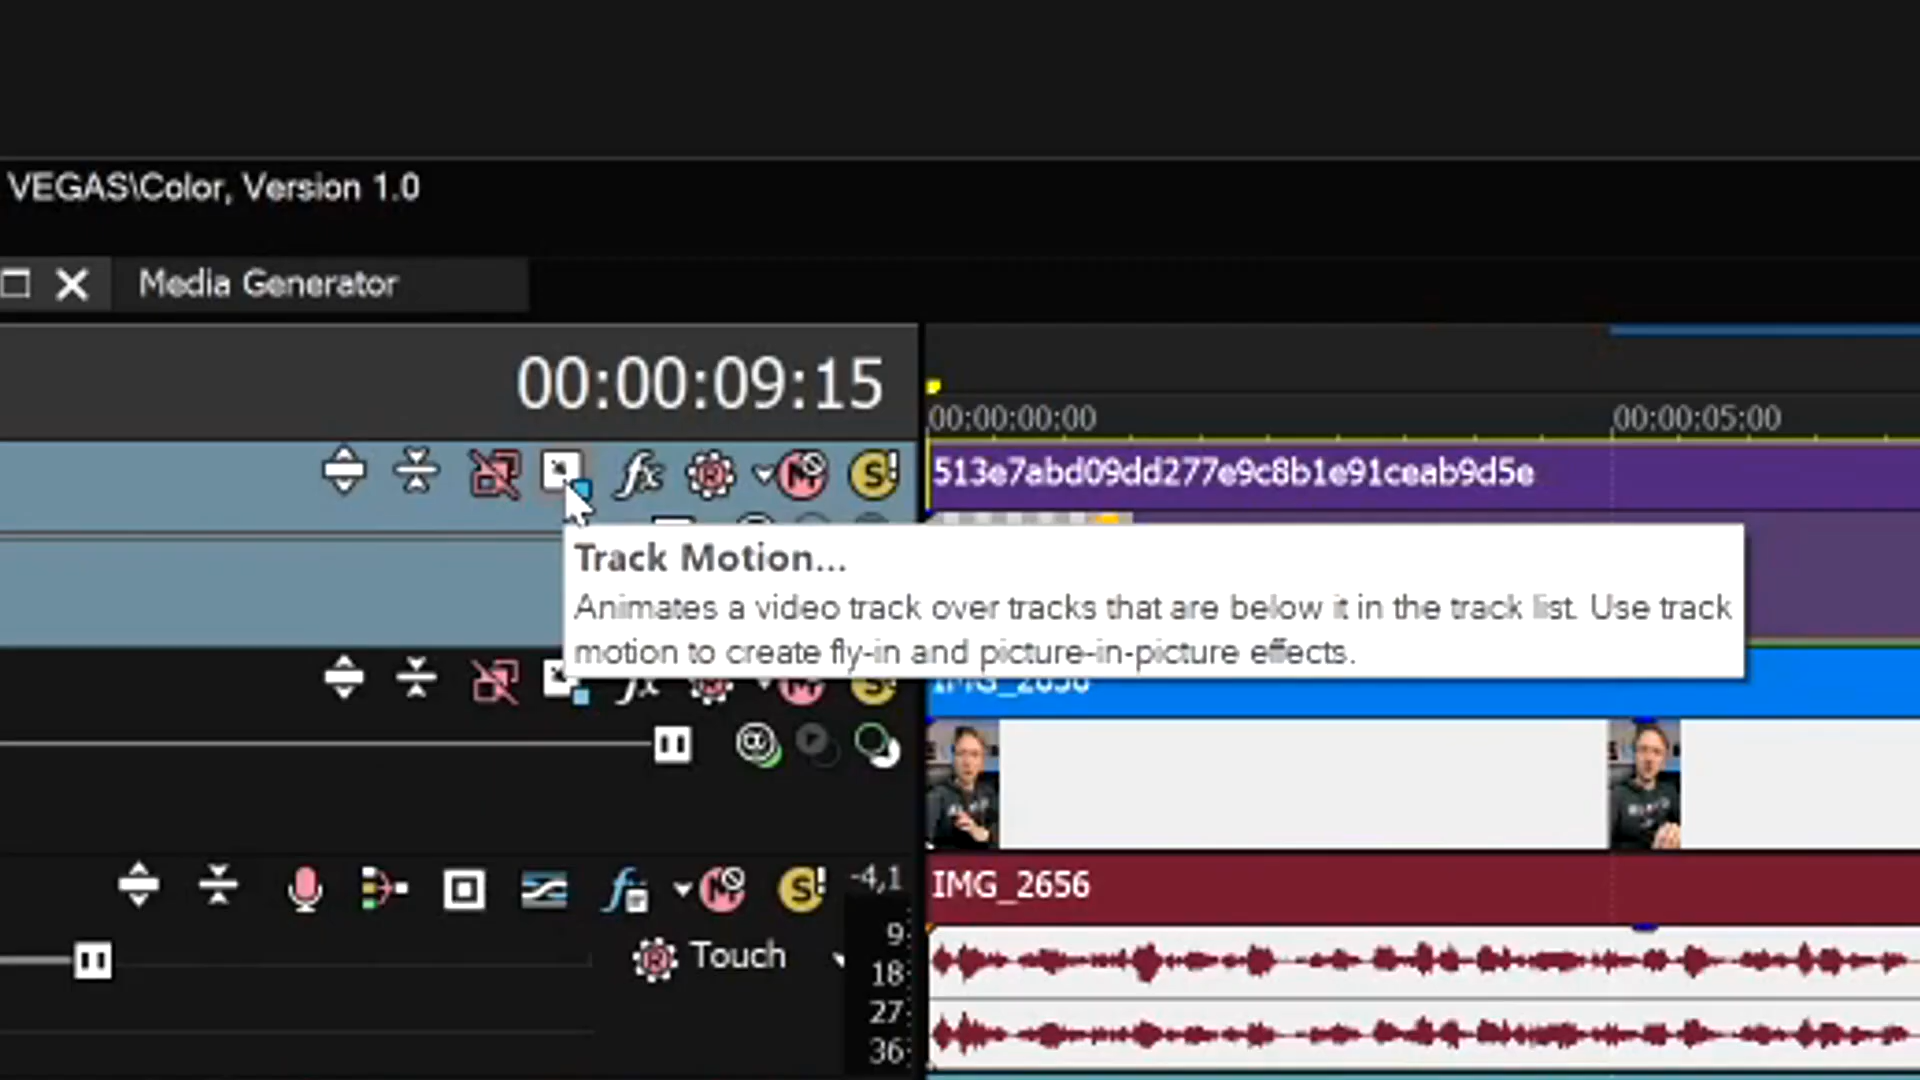 VEGAS\Color, Version 1.0
Media Generator
00:00:09:15
00:00:00:00
00:00:05:00
513e7abd09dd277e9c8b1e91ceab9d5e
Track Motion...
Animates a video track over tracks that are below it in the track list. Use track
motion to create fly-in and picture-in-picture effects.
-4,1
IMG_2656
9
18
27
36
Touch